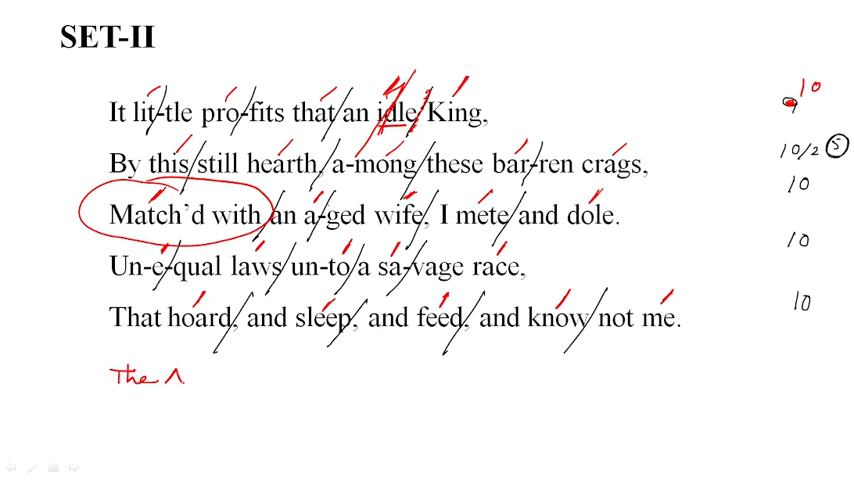 SET-II
It lit-tle pro-fits that an idle King, 10
By this still hearth, a-mong these bar-ren crags, 10/2 5
Match'd with an a-ged wife, I mete and dole. 10
Un-e-qual laws un-to a sa-vage race, 10
That hoard, and sleep, and feed, and know not me. 10
The